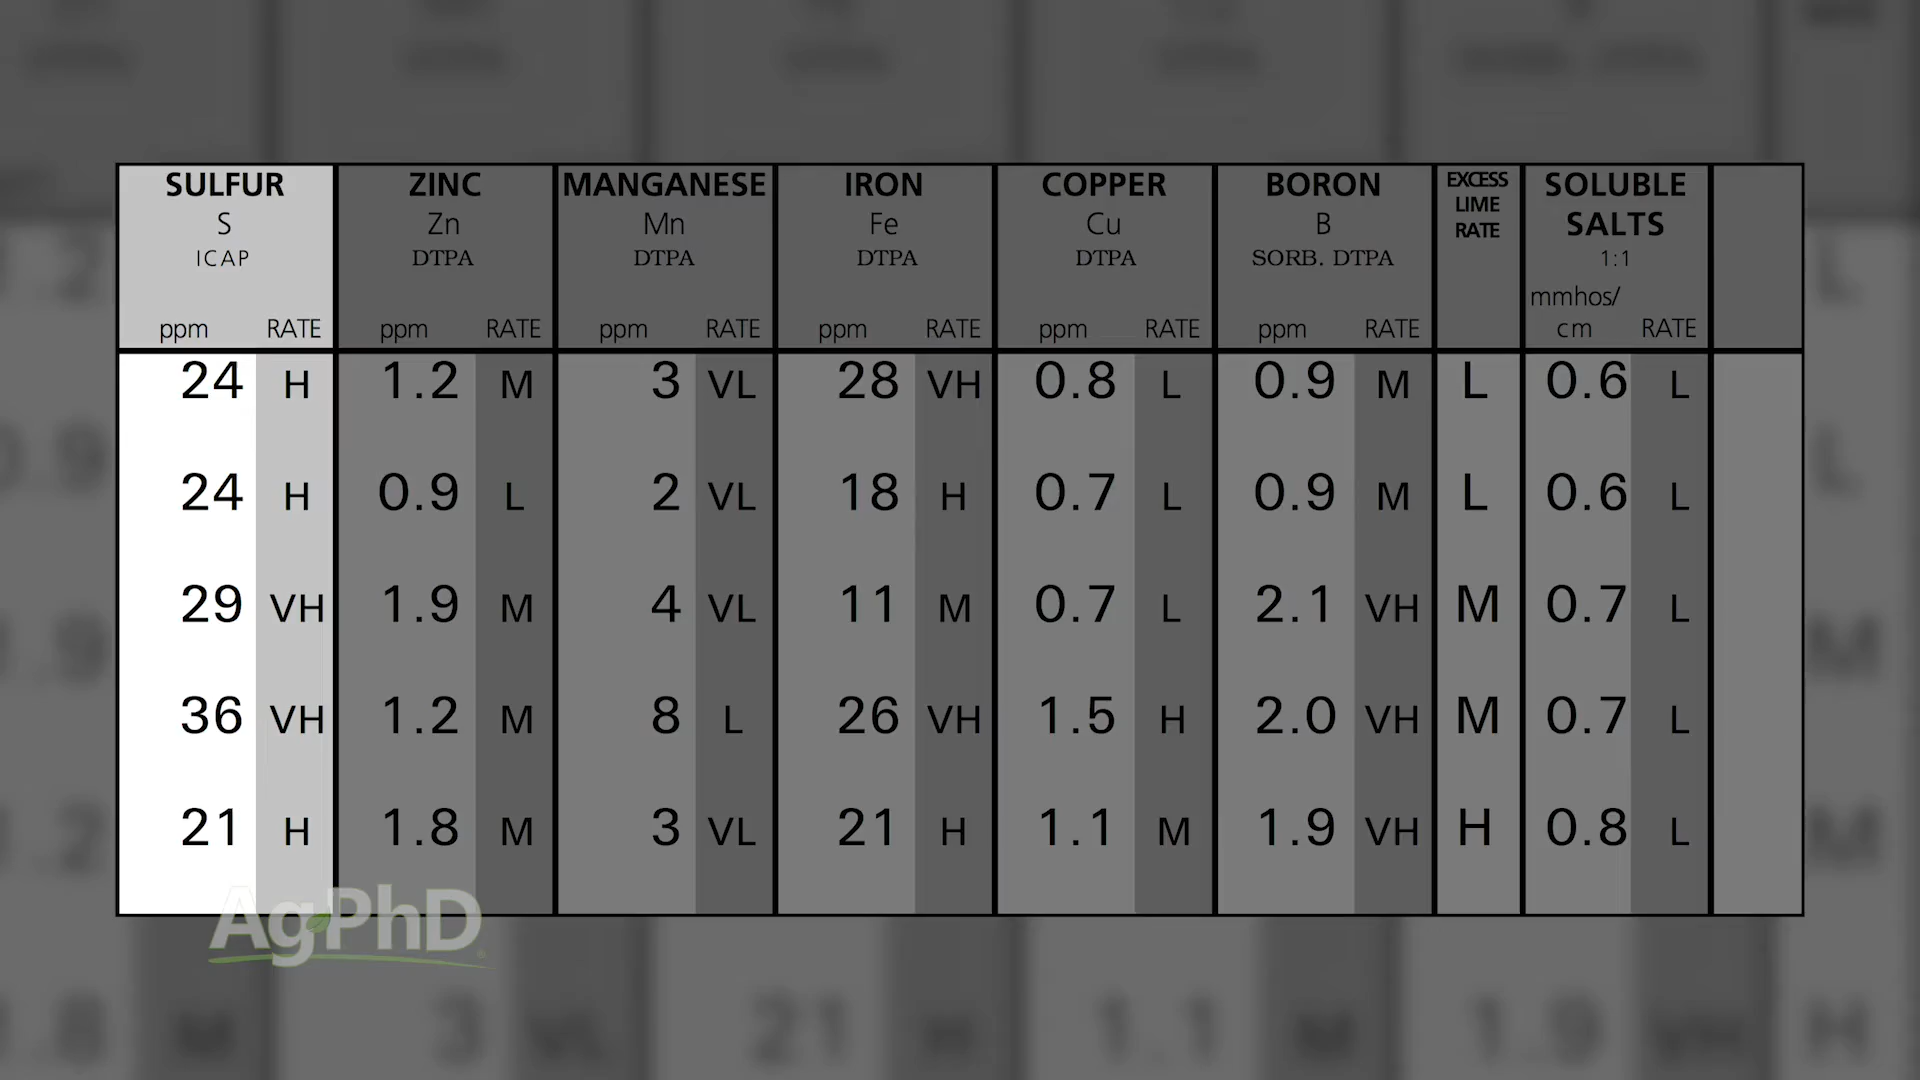 SULFUR ZINC MANGANESE IRON COPPER BORON EXCESS LIME RATE SOLUBLE SALTS
S Zn Mn Fe Cu B
ICAP DTPA DTPA DTPA DTPA SORB. DTPA 1:1
mmhos/
ppm RATE ppm RATE ppm RATE ppm RATE ppm RATE ppm RATE cm RATE
24 H 1.2 M 3 VL 28 VH 0.8 L 0.9 M L 0.6 L
24 H 0.9 L 2 VL 18 H 0.7 L 0.9 M L 0.6 L
29 VH 1.9 M 4 VL 11 M 0.7 L 2.1 VH M 0.7 L
36 VH 1.2 M 8 L 26 VH 1.5 H 2.0 VH M 0.7 L
21 H 1.8 M 3 VL 21 H 1.1 M 1.9 VH H 0.8 L
AgPhD